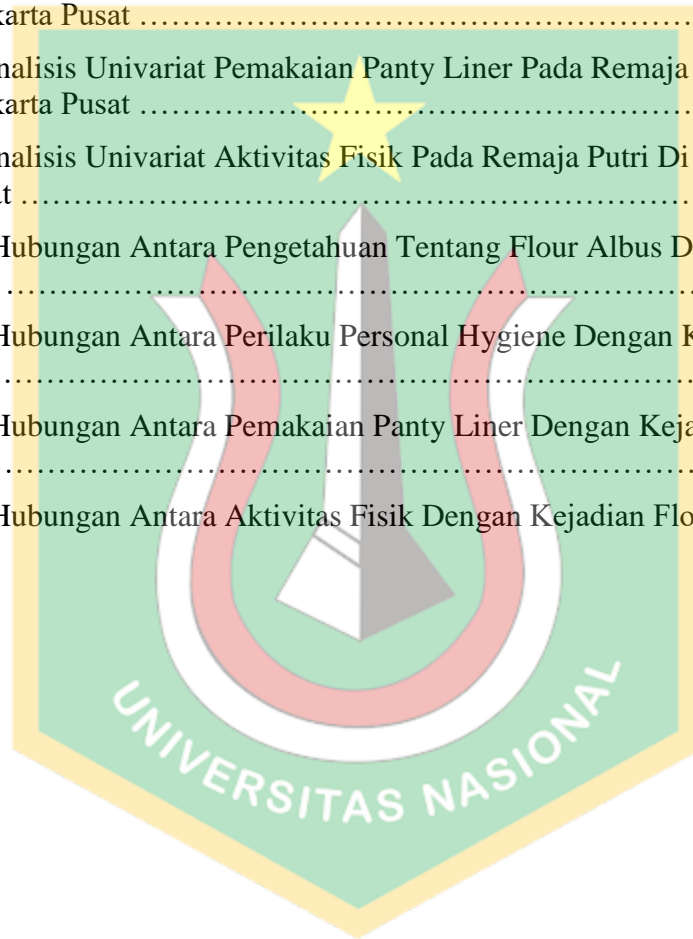 karta Pusat ……………………………………………………
nalisis Univariat Pemakaian Panty Liner Pada Remaja
karta Pusat ……………………………………………………
nalisis Univariat Aktivitas Fisik Pada Remaja Putri Di
at ……………………………………………………………
Hubungan Antara Pengetahuan Tentang Flour Albus D
……………………………………………………………
Hubungan Antara Perilaku Personal Hygiene Dengan K
……………………………………………………………
Hubungan Antara Pemakaian Panty Liner Dengan Keja
……………………………………………………………
Hubungan Antara Aktivitas Fisik Dengan Kejadian Flo
UNIVERSITAS NASIONAL